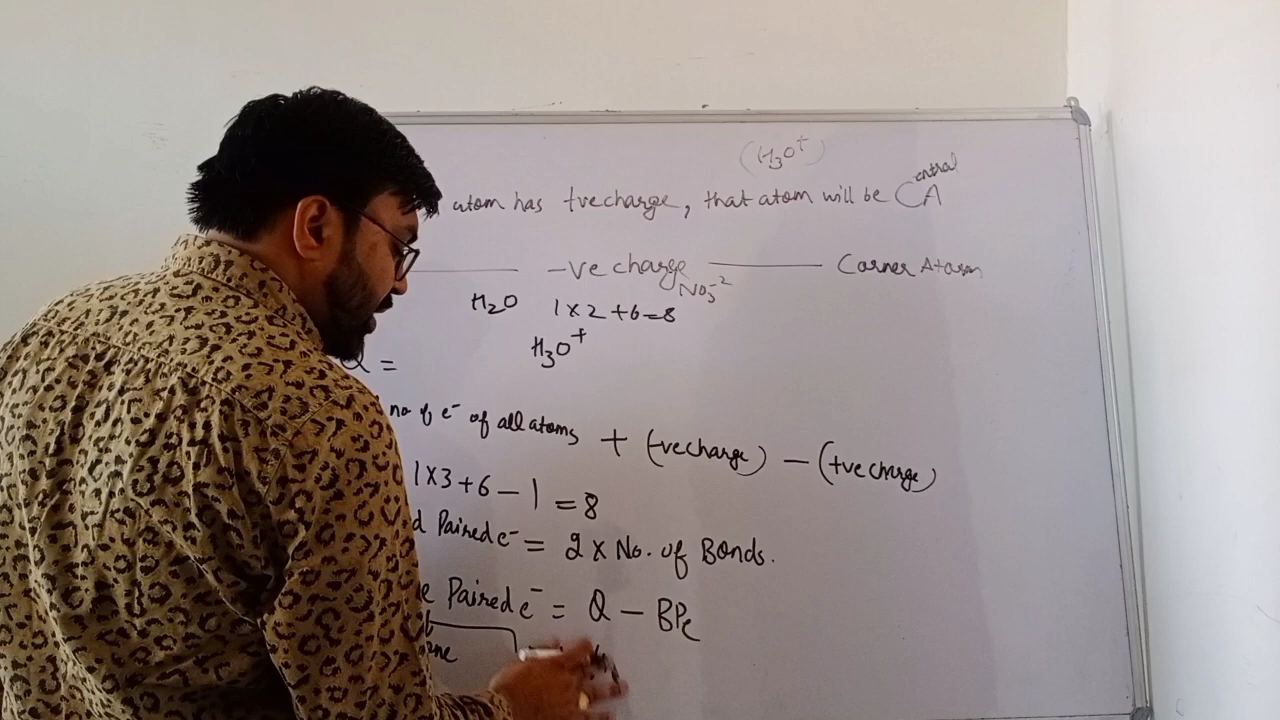 (H3O+)
atom has +ve charge, that atom will be Central A
-ve charge ——— Corner Atom
NO3-2
H2O 1 x 2 + 6 = 8
H3O+
Q =
no of e- of all atoms + (-ve charge) - (+ve charge)
1 x 3 + 6 - 1 = 8
d Paired e- = 2 x No. of Bonds.
e Paired e- = Q - BPe